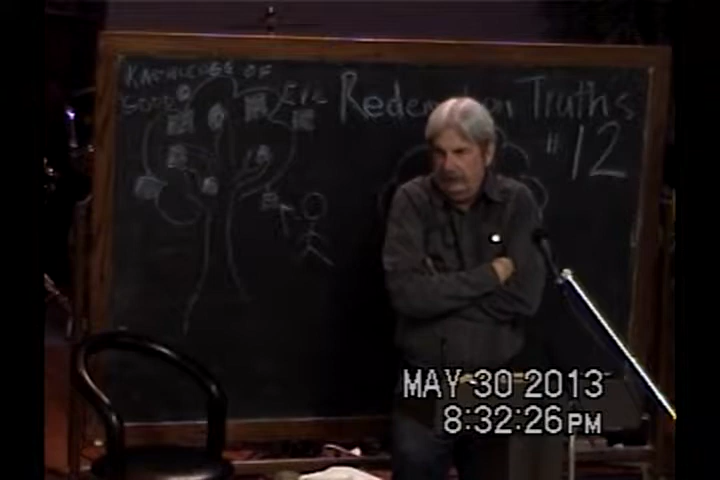 KNOWLEDGE OF
GOOD
EVIL
Redemption Truths
#12
MAY 30 2013
8:32:26PM